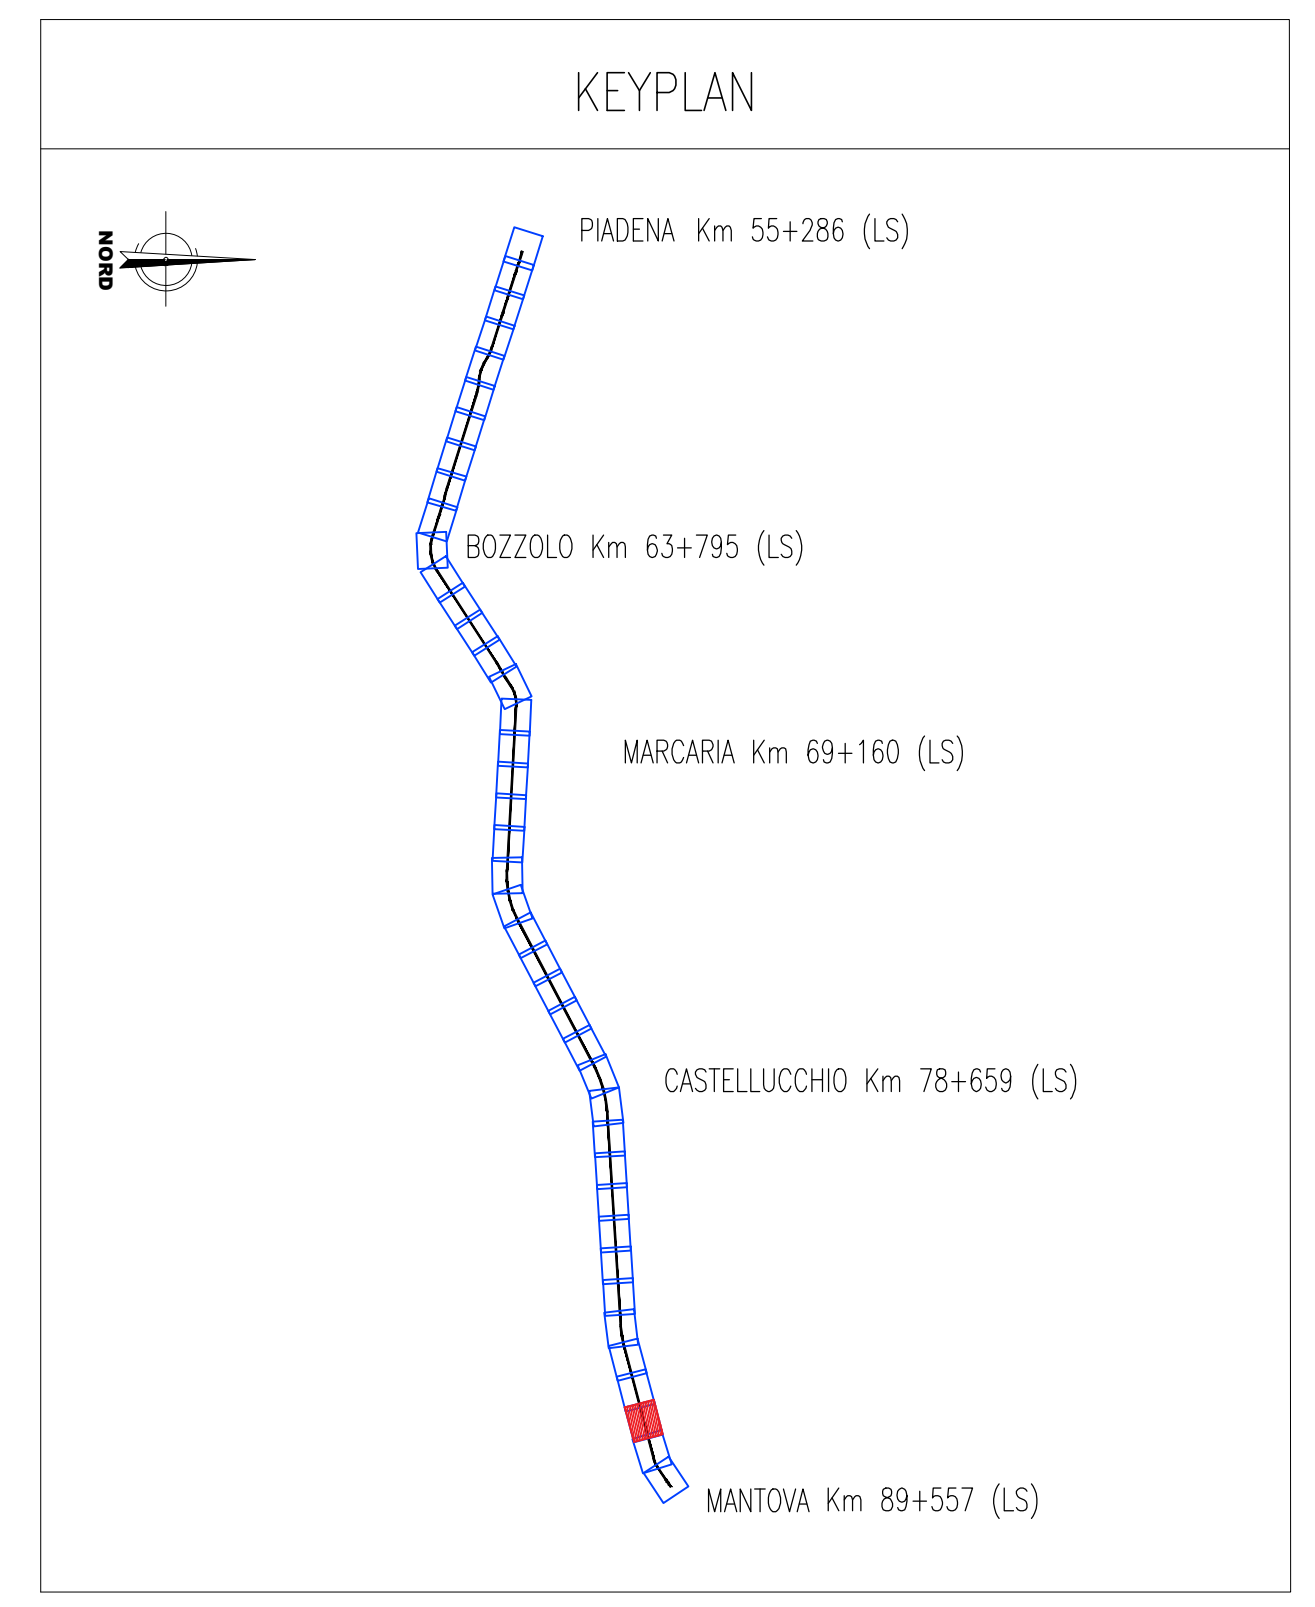 KEYPLAN
NORD
PIADENA Km 55+286 (LS)
BOZZOLO Km 63+795 (LS)
MARCARIA Km 69+160 (LS)
CASTELLUCCHIO Km 78+659 (LS)
MANTOVA Km 89+557 (LS)